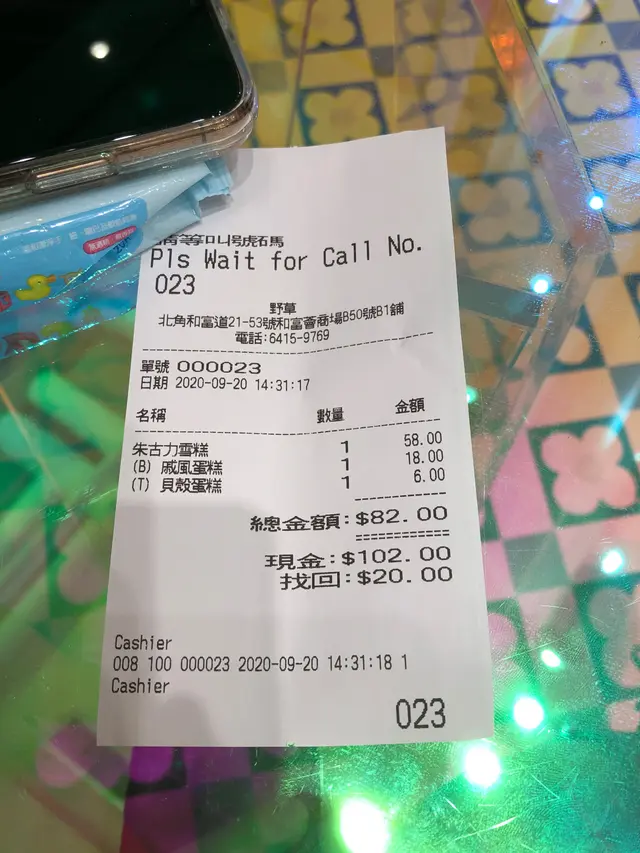 請等叫號碼
Pls Wait for Call No.
023
野草
北角和富道21-53號和富薈商場B50號B1鋪
電話:6415-9769
單號 000023
日期 2020-09-20 14:31:17
名稱 數量 金額
朱古力雪糕 1 58.00
(B) 戚風蛋糕 1 18.00
(T) 貝殼蛋糕 1 6.00
總金額:$82.00
現金:$102.00
找回:$20.00
Cashier
008 100 000023 2020-09-20 14:31:18 1
Cashier
023